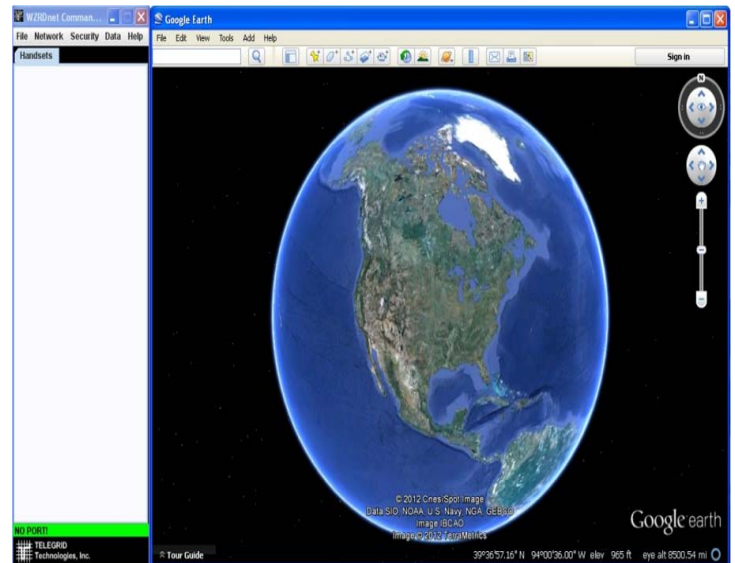 WZRDnet Comman...
File Network Security Data Help
Handsets
NO PORT!
TELEGRID
Technologies, Inc.
Google Earth
File Edit View Tools Add Help
Sign in
N
© 2012 Cnes/Spot Image
Data SIO, NOAA, U.S. Navy, NGA, GEBCO
Image IBCAO
Image © 2012 TerraMetrics
Google earth
Tour Guide
39°36'57.16" N 94°00'36.00" W elev 965 ft eye alt 8500.54 mi